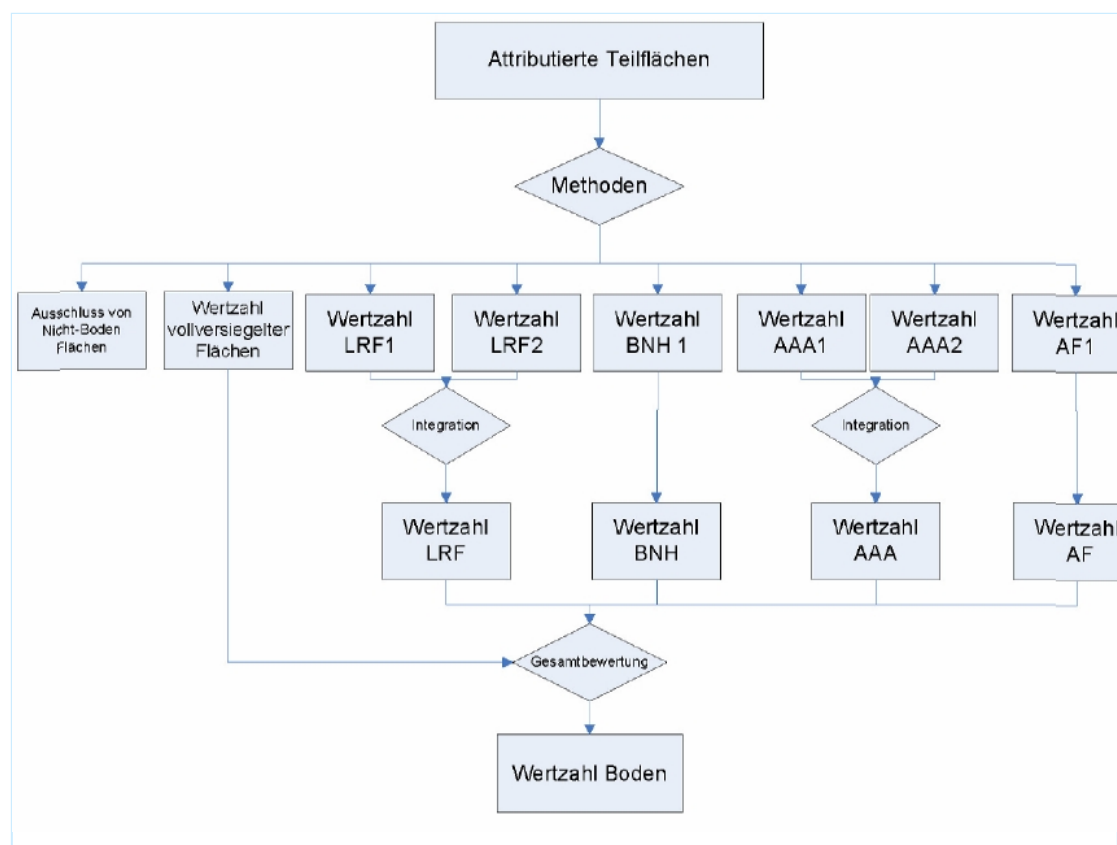 Attributierte Teilflächen
Methoden
Ausschluss von
Nicht-Boden
Flächen
Wertzahl
vollversiegelter
Flächen
Wertzahl
LRF1
Wertzahl
LRF2
Wertzahl
BNH 1
Wertzahl
AAA1
Wertzahl
AAA2
Wertzahl
AF1
Integration
Integration
Wertzahl
LRF
Wertzahl
BNH
Wertzahl
AAA
Wertzahl
AF
Gesamtbewertung
Wertzahl Boden